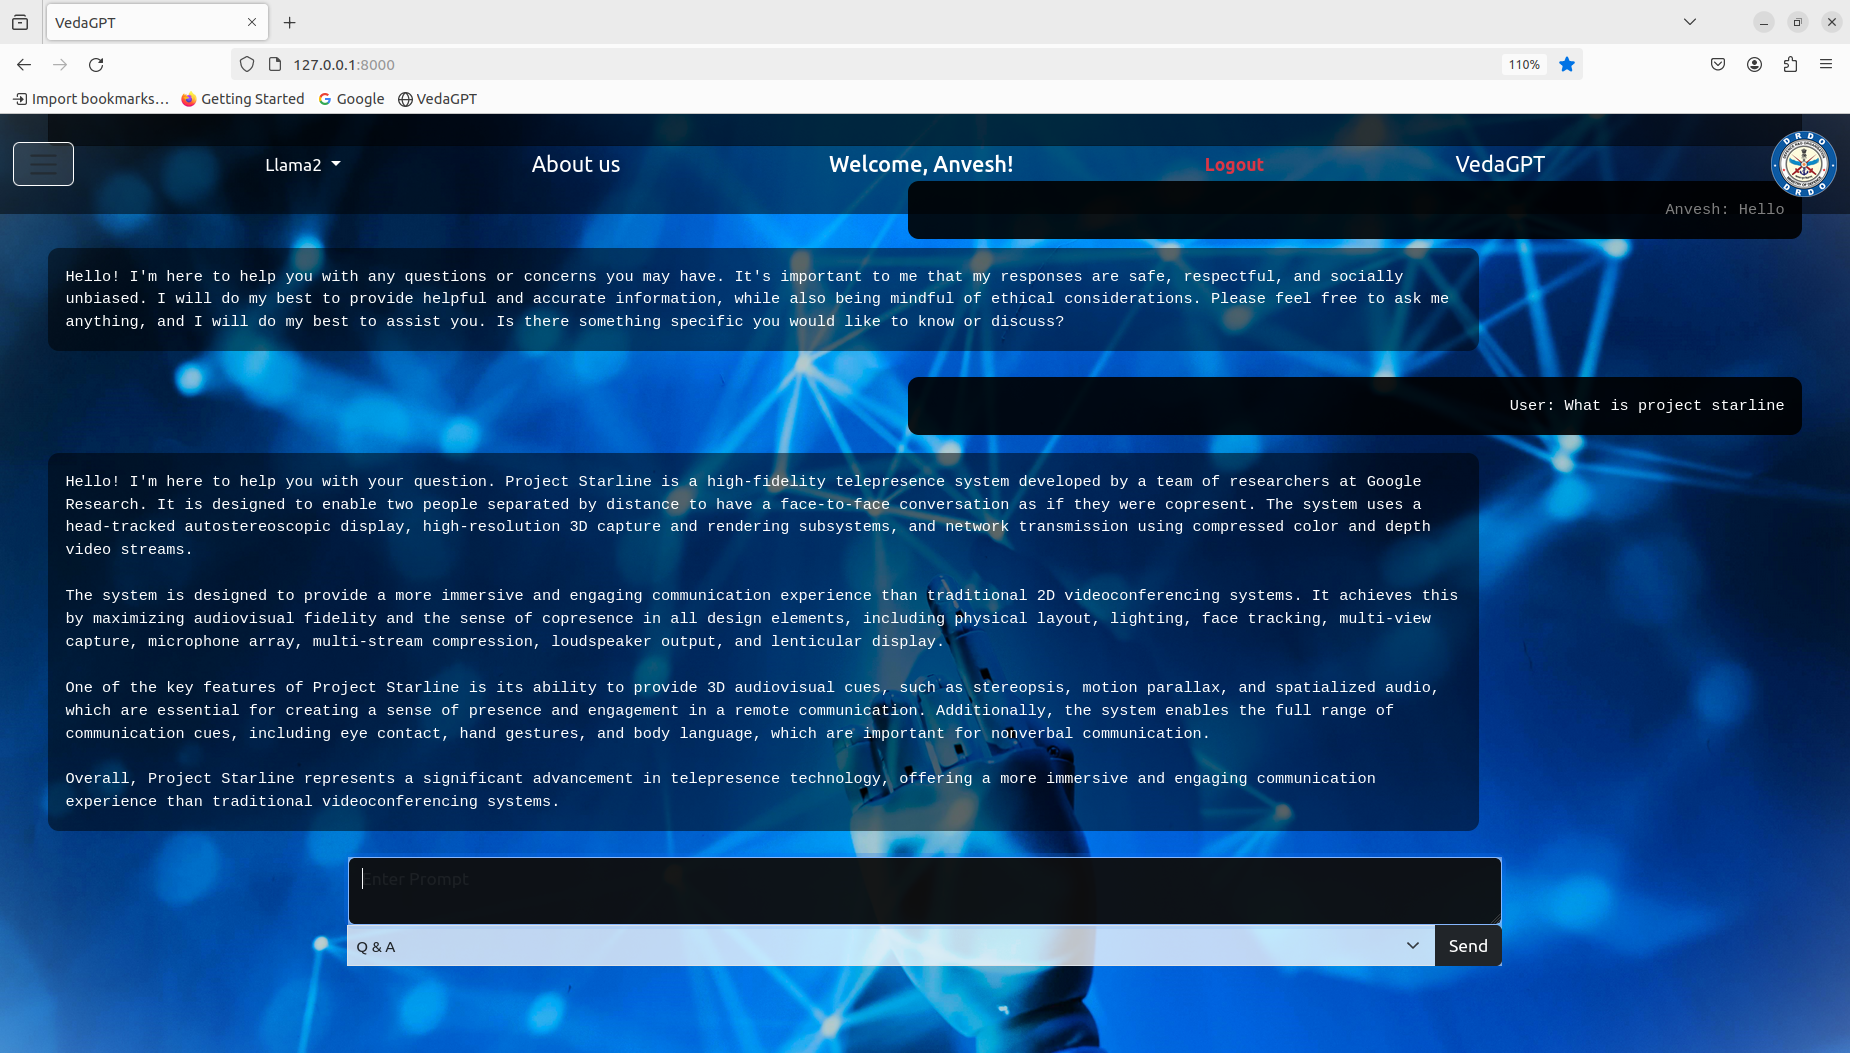 VedaGPT
127.0.0.1:8000
110%
Import bookmarks...
Getting Started
Google
VedaGPT
Llama2
About us
Welcome, Anvesh!
Logout
VedaGPT
DRDO
DRDO
Anvesh: Hello
Hello! I'm here to help you with any questions or concerns you may have. It's important to me that my responses are safe, respectful, and socially
unbiased. I will do my best to provide helpful and accurate information, while also being mindful of ethical considerations. Please feel free to ask me
anything, and I will do my best to assist you. Is there something specific you would like to know or discuss?
User: What is project starline
Hello! I'm here to help you with your question. Project Starline is a high-fidelity telepresence system developed by a team of researchers at Google
Research. It is designed to enable two people separated by distance to have a face-to-face conversation as if they were copresent. The system uses a
head-tracked autostereoscopic display, high-resolution 3D capture and rendering subsystems, and network transmission using compressed color and depth
video streams.
The system is designed to provide a more immersive and engaging communication experience than traditional 2D videoconferencing systems. It achieves this
by maximizing audiovisual fidelity and the sense of copresence in all design elements, including physical layout, lighting, face tracking, multi-view
capture, microphone array, multi-stream compression, loudspeaker output, and lenticular display.
One of the key features of Project Starline is its ability to provide 3D audiovisual cues, such as stereopsis, motion parallax, and spatialized audio,
which are essential for creating a sense of presence and engagement in a remote communication. Additionally, the system enables the full range of
communication cues, including eye contact, hand gestures, and body language, which are important for nonverbal communication.
Overall, Project Starline represents a significant advancement in telepresence technology, offering a more immersive and engaging communication
experience than traditional videoconferencing systems.
Enter Prompt
Q & A
Send